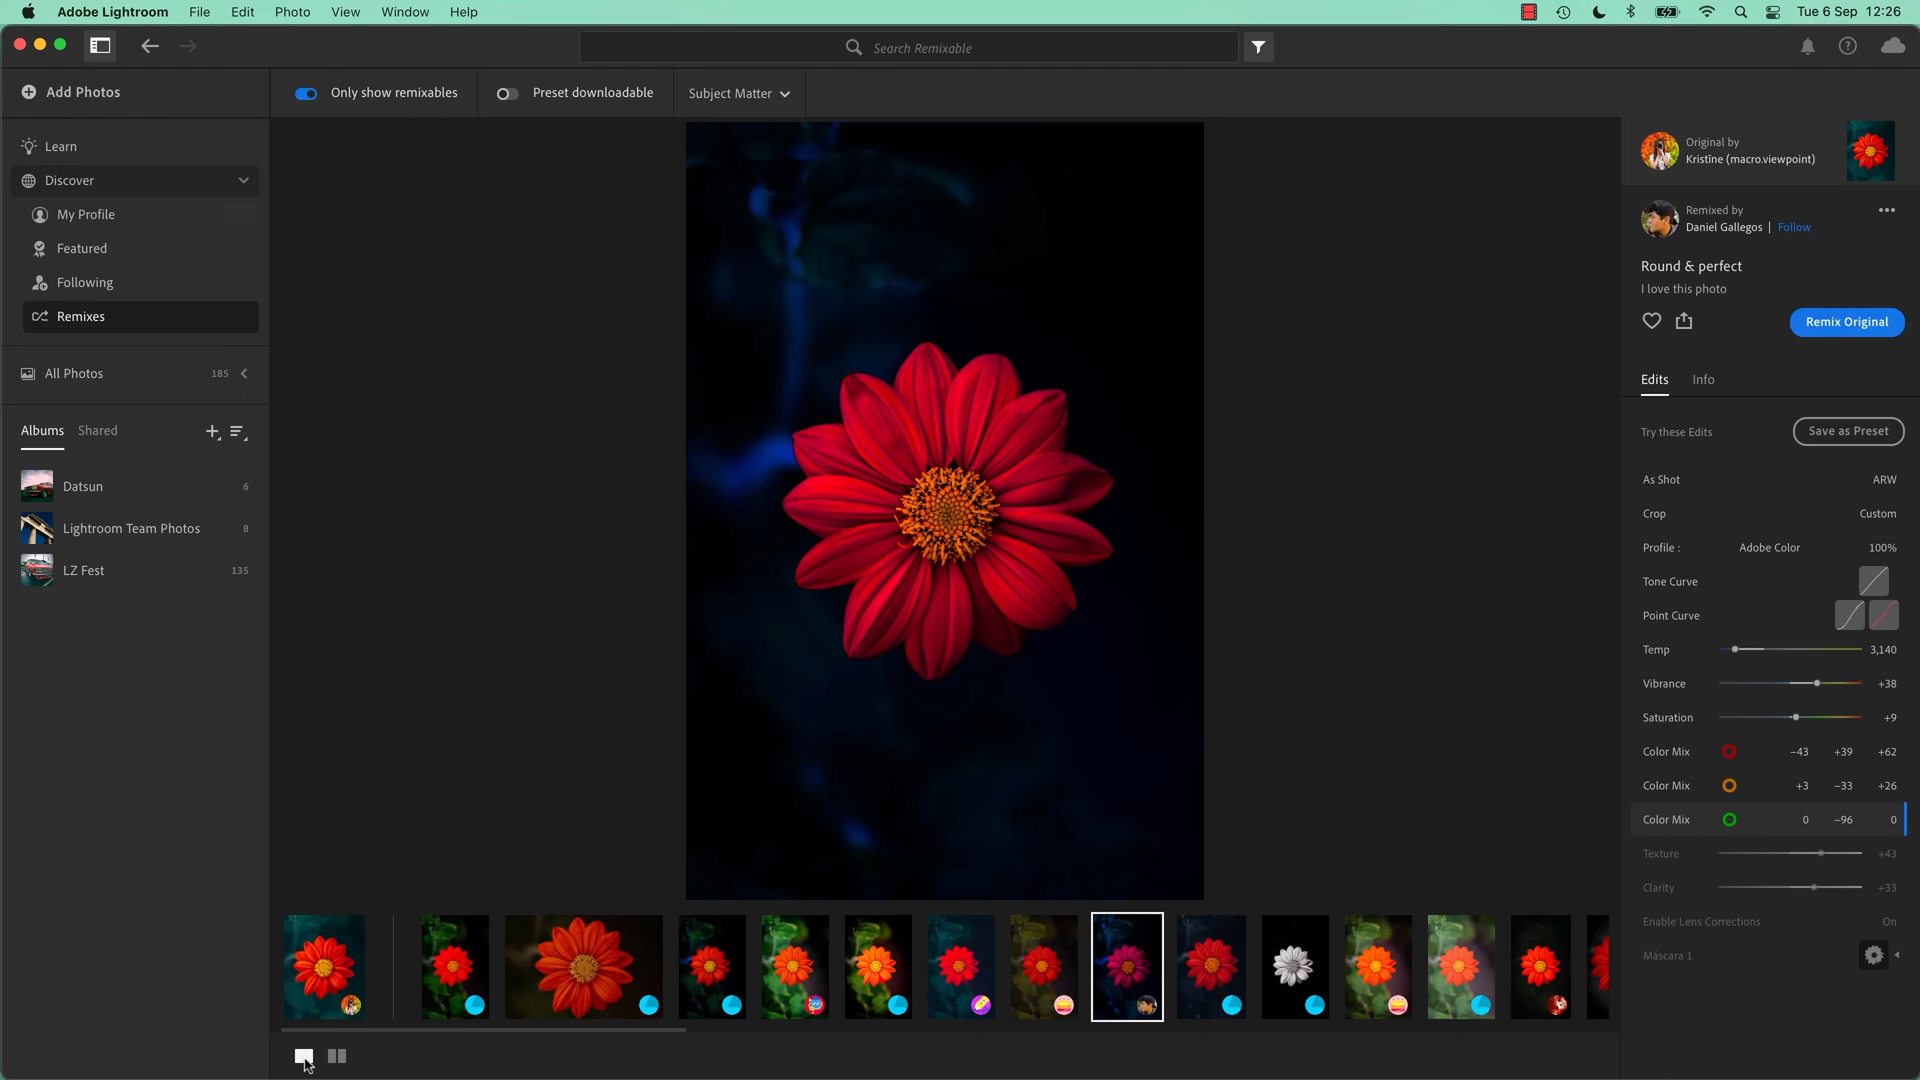 Adobe Lightroom File Edit Photo View Window Help Tue 6 Sep 12:26
Search Remixable
Add Photos
Only show remixables Preset downloadable Subject Matter
Learn
Discover
My Profile
Featured
Following
Remixes
All Photos 185
Albums Shared
Datsun 6
Lightroom Team Photos 8
LZ Fest 135
Original by
Kristīne (macro.viewpoint)
Remixed by
Daniel Gallegos | Follow
Round & perfect
I love this photo
Remix Original
Edits Info
Try these Edits Save as Preset
As Shot ARW
Crop Custom
Profile : Adobe Color 100%
Tone Curve
Point Curve
Temp 3,140
Vibrance +38
Saturation +9
Color Mix −43 +39 +62
Color Mix +3 −33 +26
Color Mix 0 −96 0
Texture +43
Clarity +33
Enable Lens Corrections On
Máscara 1